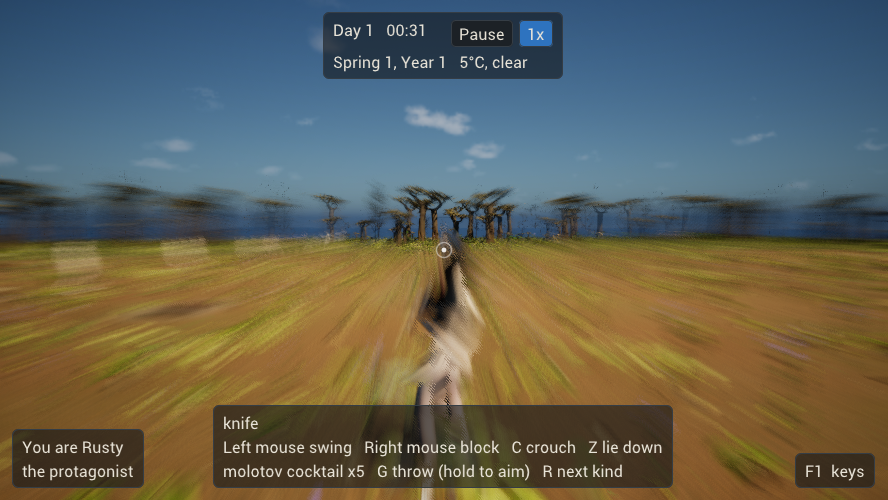 Day 1 00:31 Pause 1x
Spring 1, Year 1 5°C, clear
knife
Left mouse swing Right mouse block C crouch Z lie down
molotov cocktail x5 G throw (hold to aim) R next kind
You are Rusty
the protagonist
F1 keys